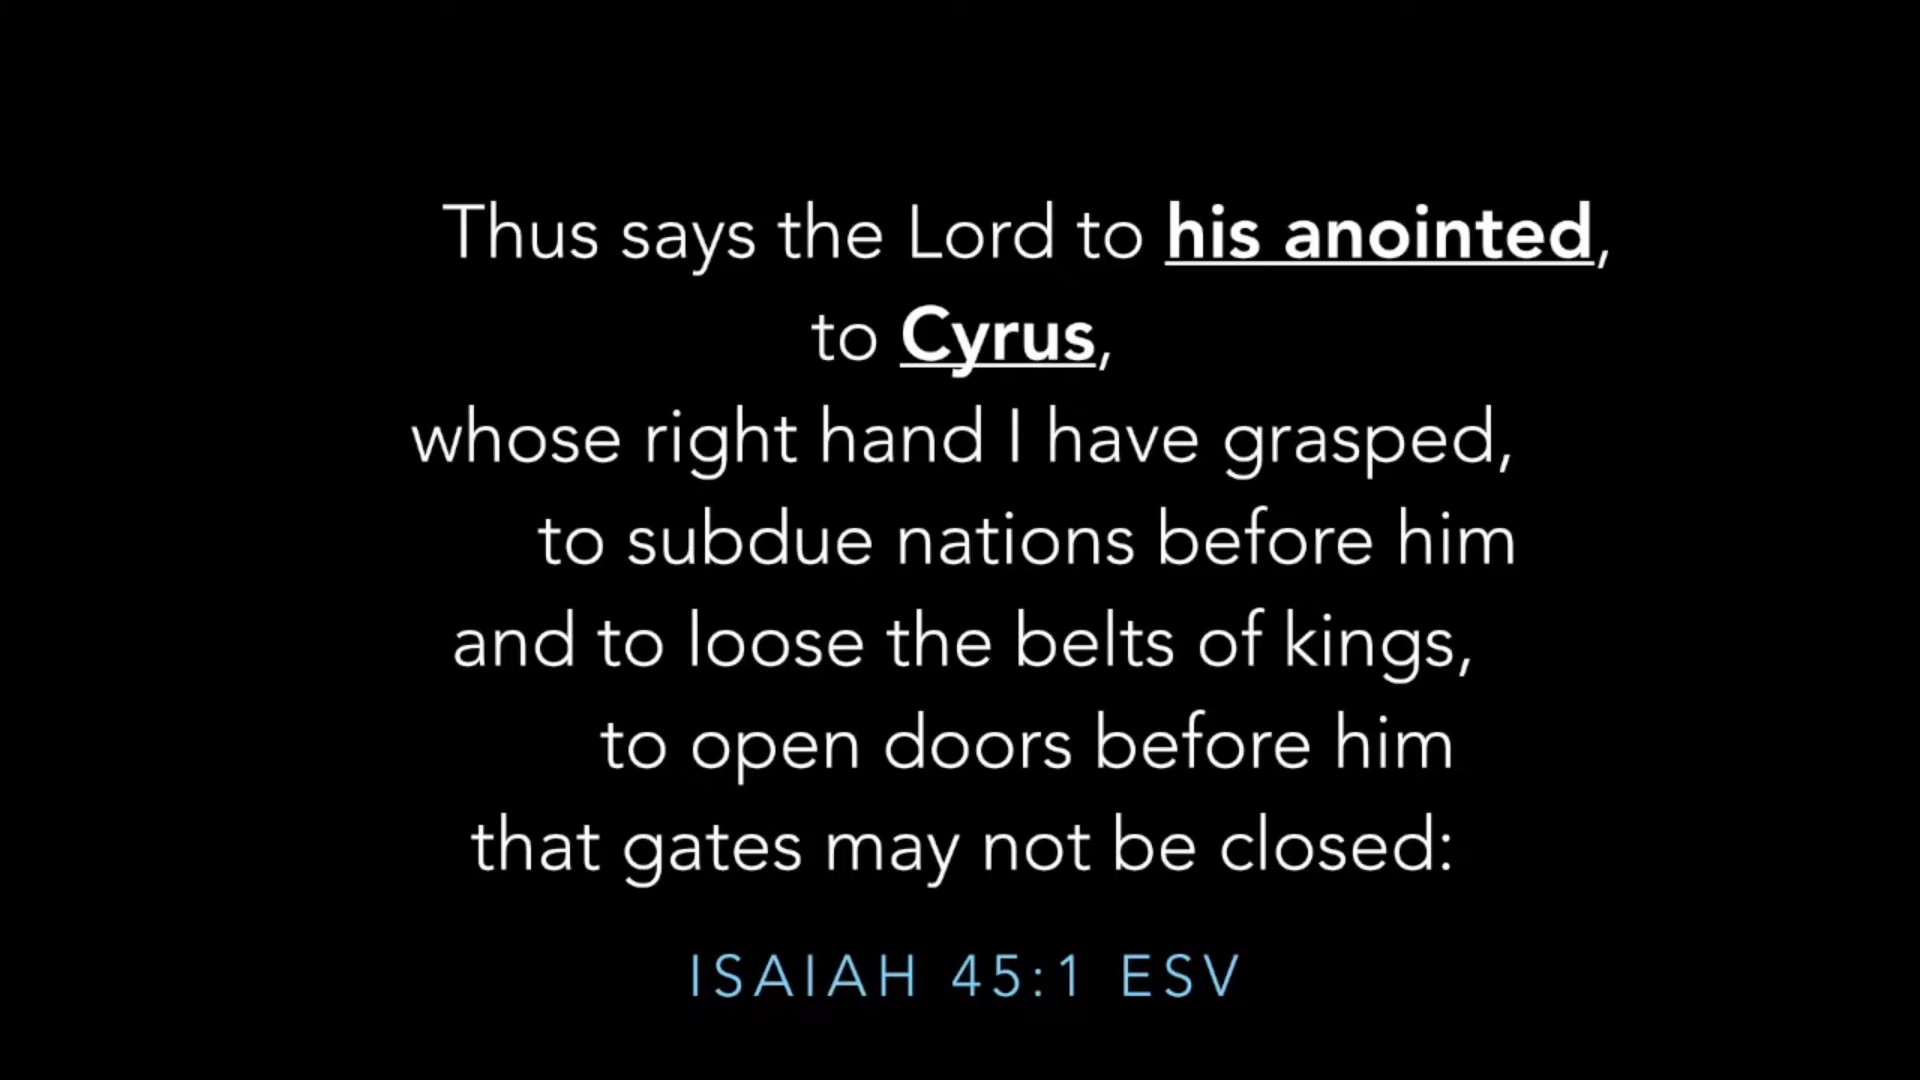 Thus says the Lord to his anointed,
to Cyrus,
whose right hand I have grasped,
to subdue nations before him
and to loose the belts of kings,
to open doors before him
that gates may not be closed:
ISAIAH 45:1 ESV